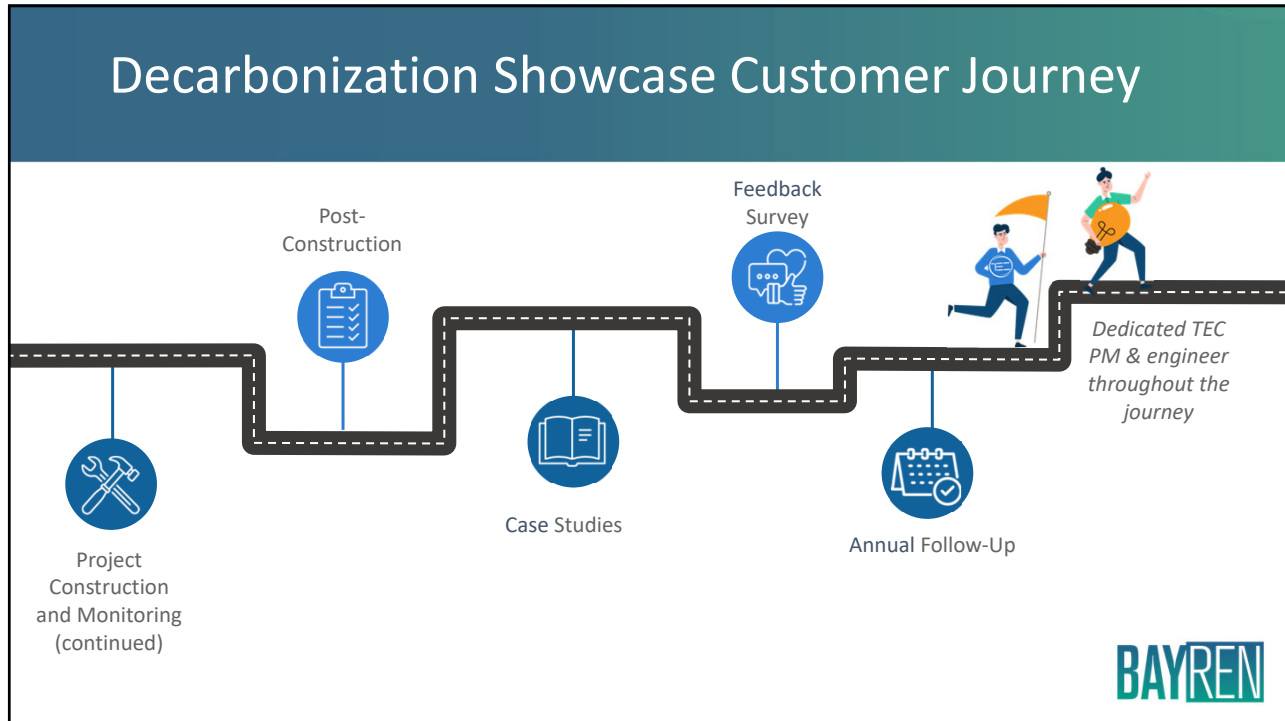 Decarbonization Showcase Customer Journey
Post-
Construction
Feedback
Survey
Project
Construction
and Monitoring
(continued)
Case Studies
Annual Follow-Up
Dedicated TEC
PM & engineer
throughout the
journey
BAYREN